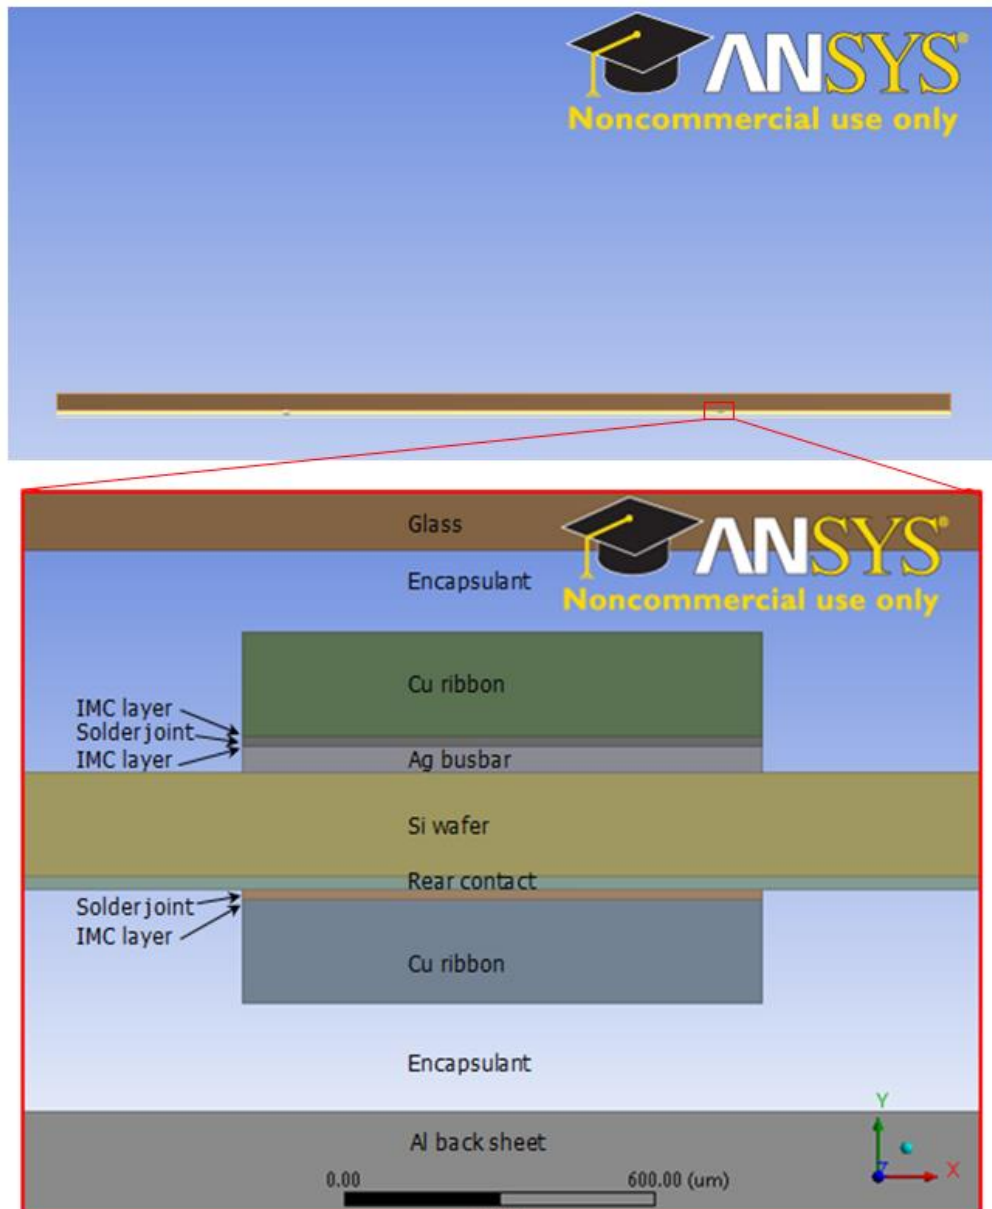 ANSYS®
Noncommercial use only
Glass
ANSYS®
Noncommercial use only
Encapsulant
Cu ribbon
IMC layer
Solder joint
IMC layer
Ag busbar
Si wafer
Rear contact
Solder joint
IMC layer
Cu ribbon
Encapsulant
Al back sheet
0.00
600.00 (um)
Y
Z
X